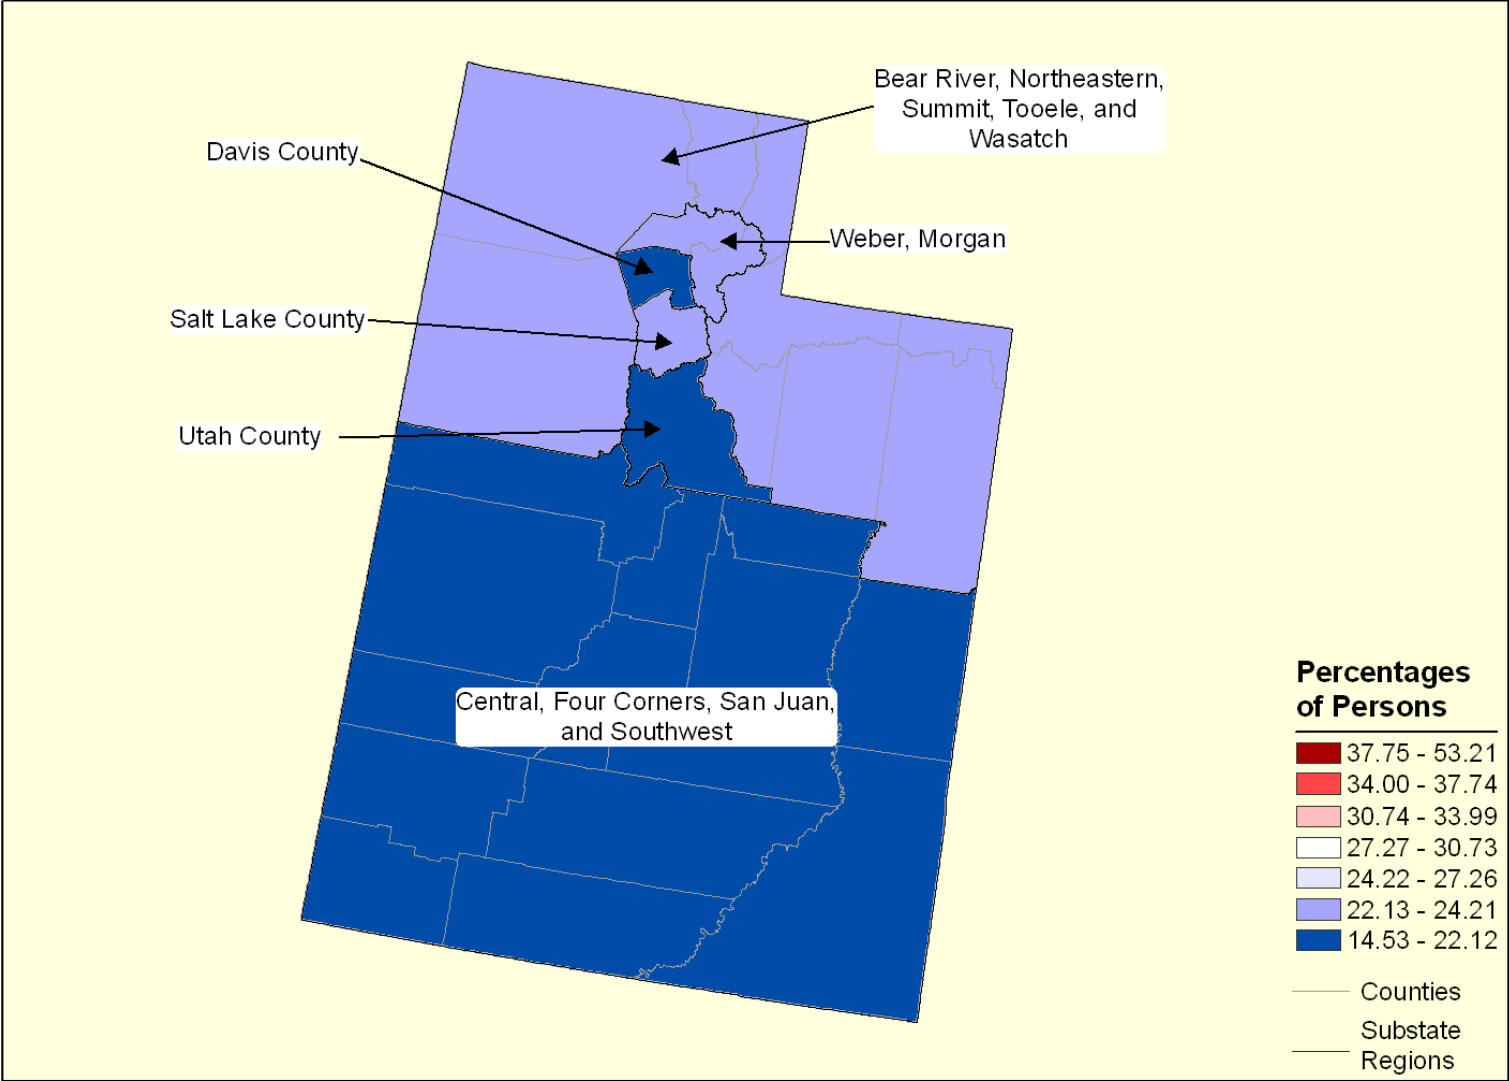 Bear River, Northeastern,
Summit, Tooele, and
Wasatch
Davis County
Weber, Morgan
Salt Lake County
Utah County
Central, Four Corners, San Juan,
and Southwest
Percentages
of Persons
37.75 - 53.21
34.00 - 37.74
30.74 - 33.99
27.27 - 30.73
24.22 - 27.26
22.13 - 24.21
14.53 - 22.12
Counties
Substate
Regions